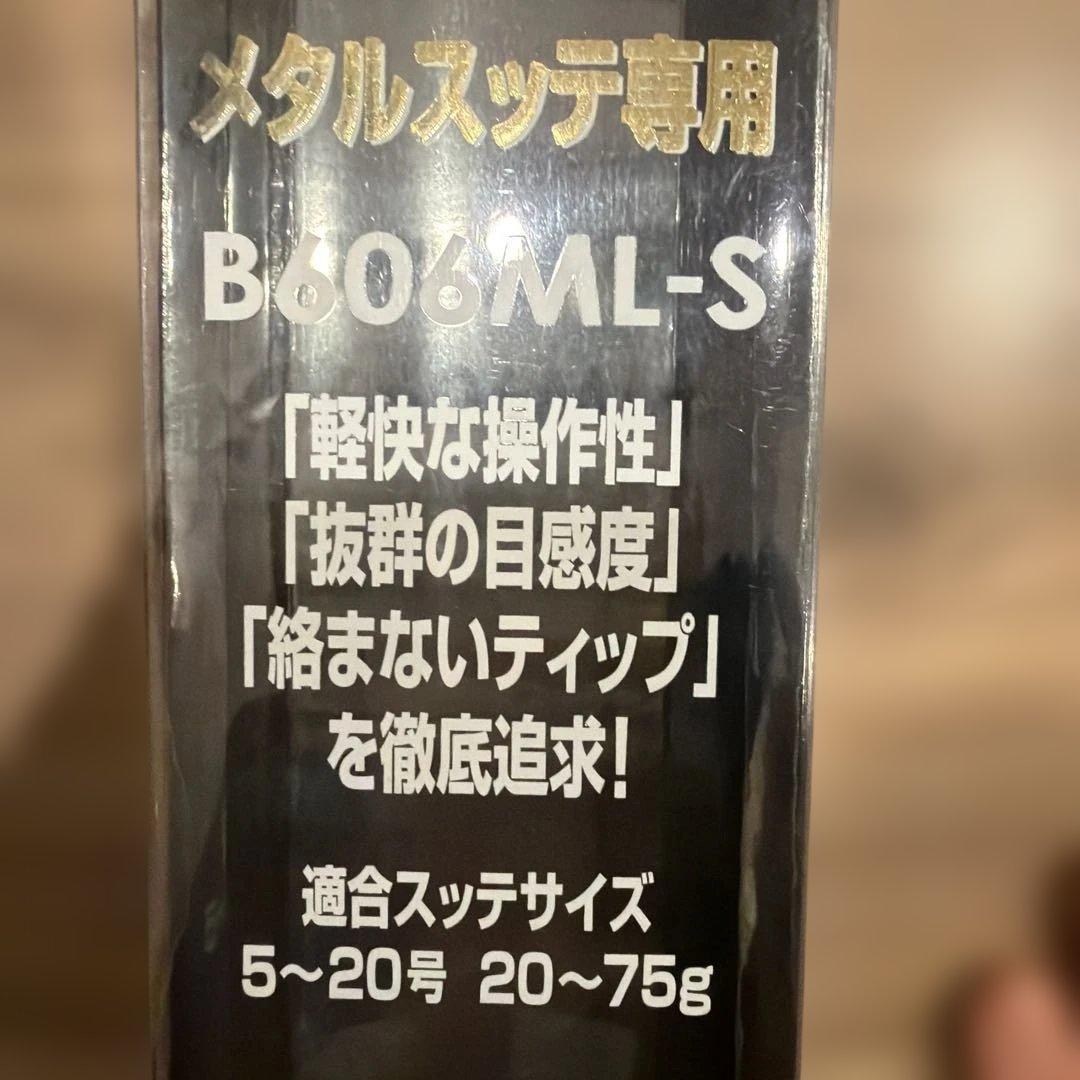 メタルスッテ専用
B606ML-S
「軽快な操作性」
「抜群の目感度」
「絡まないティップ」
を徹底追求!
適合スッテサイズ
5〜20号 20〜75g